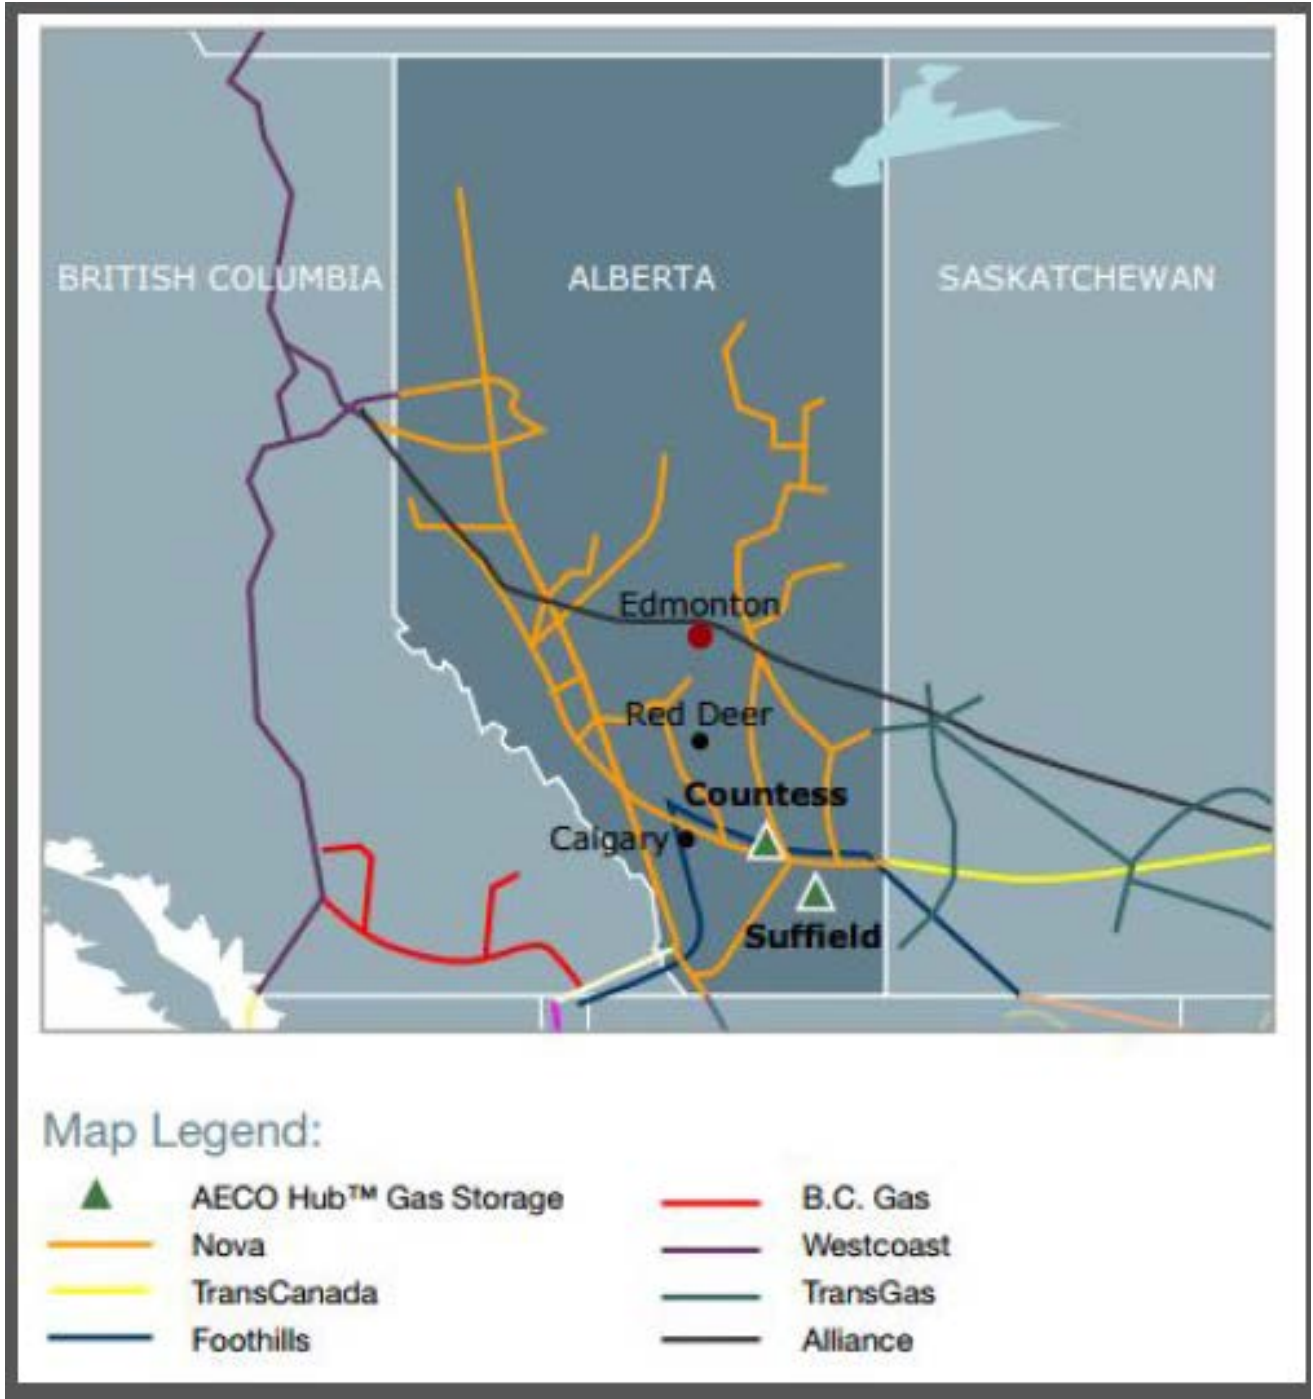 BRITISH COLUMBIA
ALBERTA
SASKATCHEWAN
Edmonton
Red Deer
Countess
Calgary
Suffield
Map Legend:
AECO Hub™ Gas Storage
Nova
TransCanada
Foothills
B.C. Gas
Westcoast
TransGas
Alliance